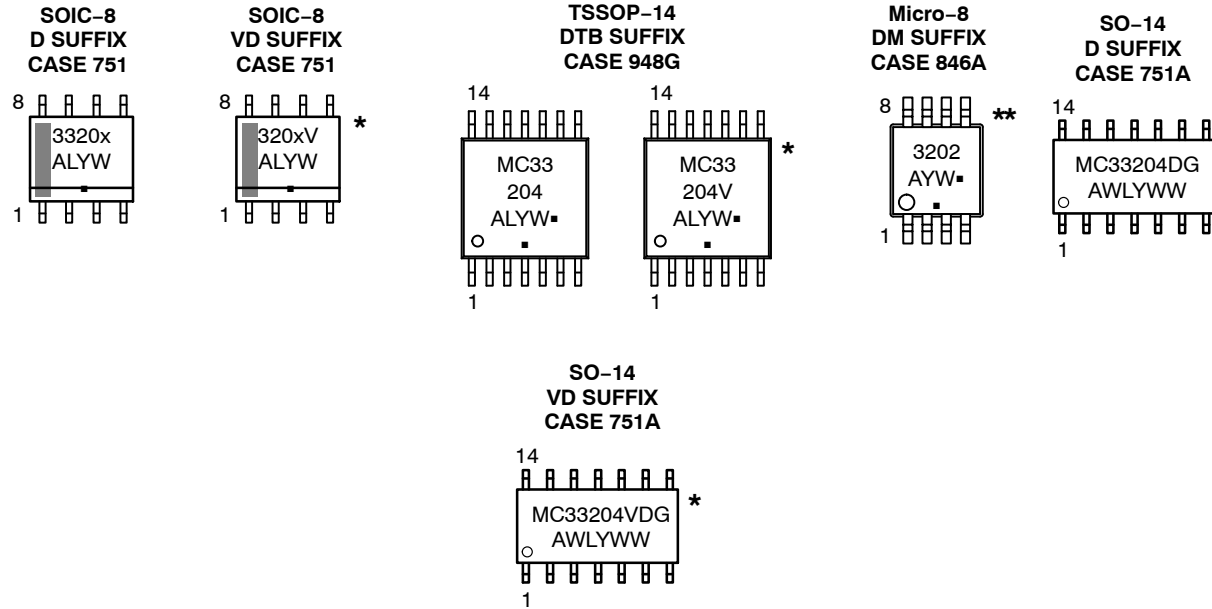 SOIC−8
D SUFFIX
CASE 751
8
3320x
ALYW
1
SOIC−8
VD SUFFIX
CASE 751
8
320xV
ALYW
*
1
TSSOP−14
DTB SUFFIX
CASE 948G
14
MC33
204
ALYW▪
▪
1
14
MC33
204V
ALYW▪
▪
*
1
Micro−8
DM SUFFIX
CASE 846A
8
3202
AYW▪
▪
**
1
SO−14
D SUFFIX
CASE 751A
14
MC33204DG
AWLYWW
1
SO−14
VD SUFFIX
CASE 751A
14
MC33204VDG
AWLYWW
*
1